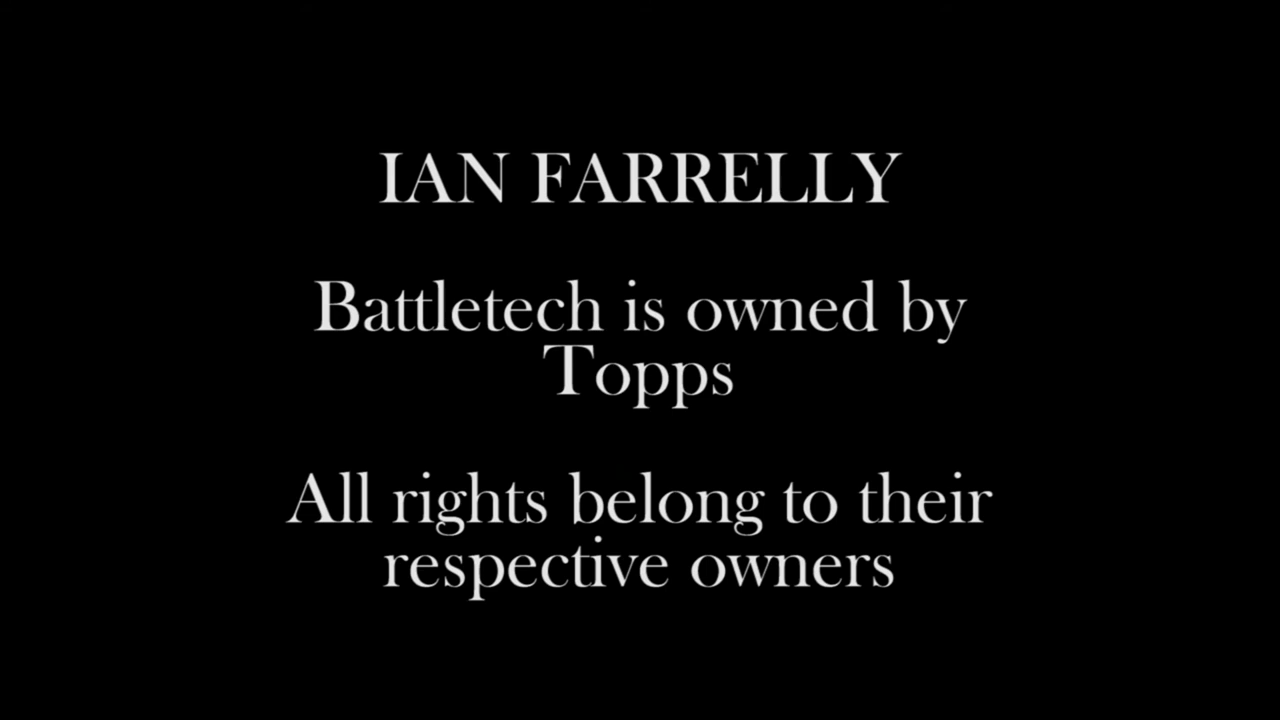 IAN FARRELLY
Battletech is owned by
Topps
All rights belong to their
respective owners